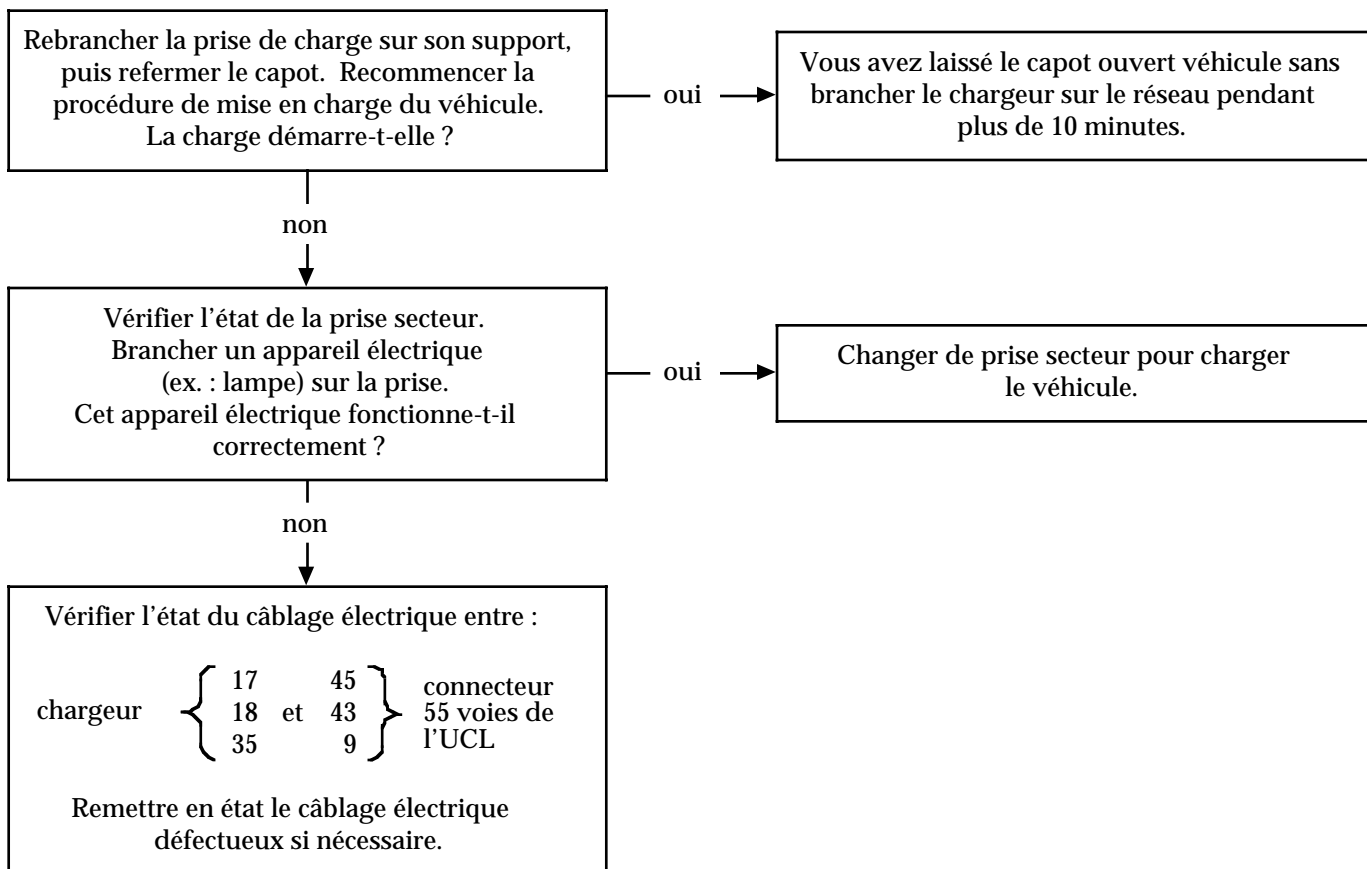 Rebrancher la prise de charge sur son support,
puis refermer le capot. Recommencer la
procédure de mise en charge du véhicule.
La charge démarre-t-elle ?
oui
Vous avez laissé le capot ouvert véhicule sans
brancher le chargeur sur le réseau pendant
plus de 10 minutes.
non
Vérifier l’état de la prise secteur.
Brancher un appareil électrique
(ex. : lampe) sur la prise.
Cet appareil électrique fonctionne-t-il
correctement ?
oui
Changer de prise secteur pour charger
le véhicule.
non
Vérifier l’état du câblage électrique entre :
chargeur
17
18
35
et
45
43
9
connecteur
55 voies de
l’UCL
Remettre en état le câblage électrique
défectueux si nécessaire.